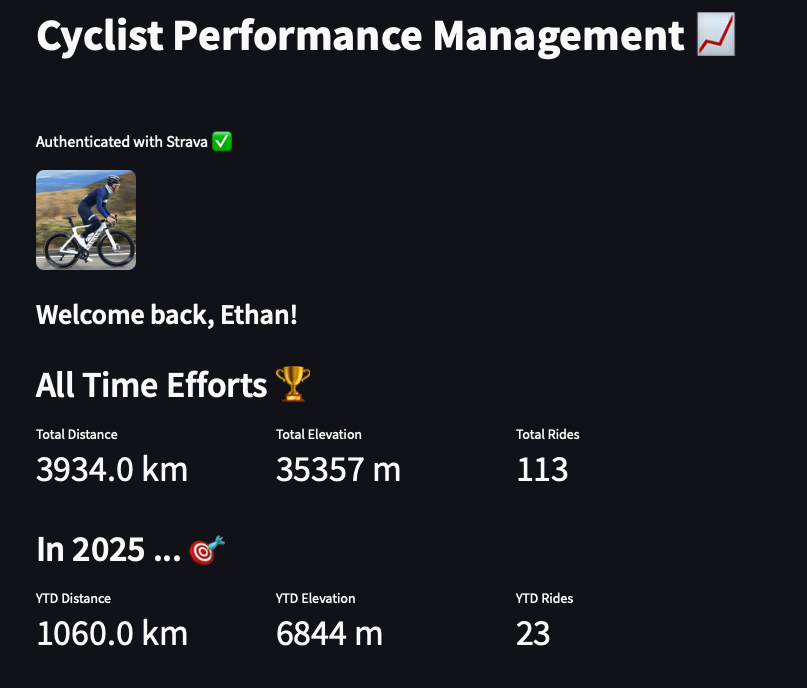 Cyclist Performance Management 📈
Authenticated with Strava ✅
Welcome back, Ethan!
All Time Efforts 🏆
Total Distance Total Elevation Total Rides
3934.0 km 35357 m 113
In 2025 ... 🎯
YTD Distance YTD Elevation YTD Rides
1060.0 km 6844 m 23